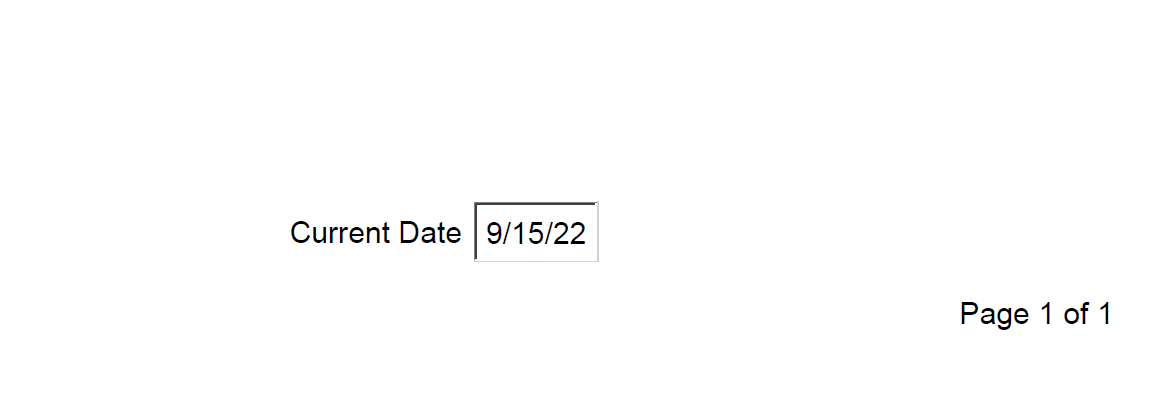 Current Date 9/15/22
Page 1 of 1